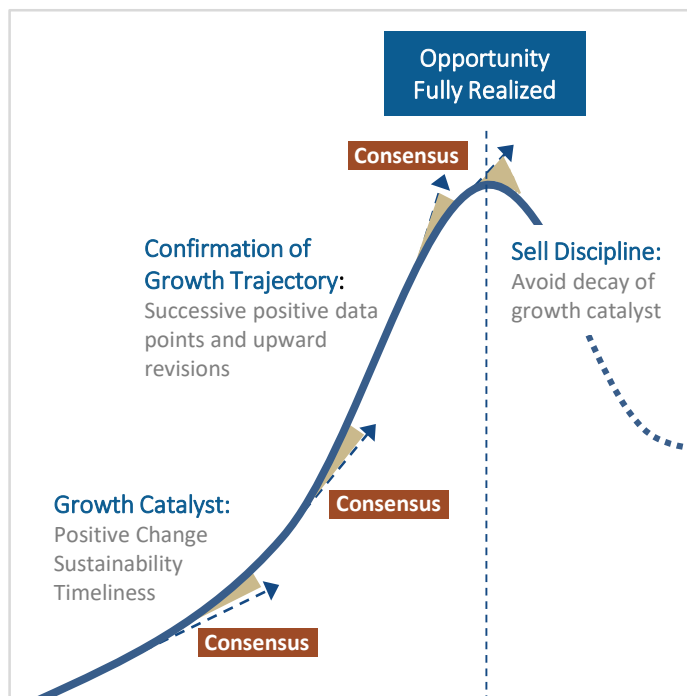 Opportunity
Fully Realized
Consensus
Confirmation of
Growth Trajectory:
Successive positive data
points and upward
revisions
Sell Discipline:
Avoid decay of
growth catalyst
Growth Catalyst:
Positive Change
Sustainability
Timeliness
Consensus
Consensus